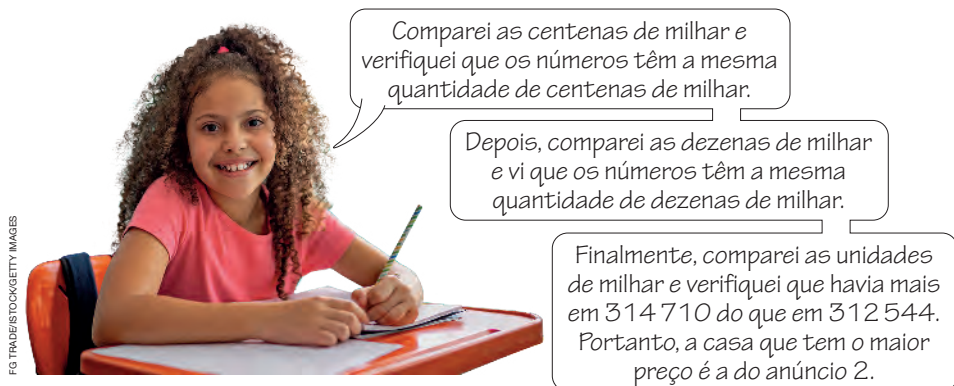 Comparei as centenas de milhar e
verifiquei que os números têm a mesma
quantidade de centenas de milhar.
Depois, comparei as dezenas de milhar
e vi que os números têm a mesma
quantidade de dezenas de milhar.
Finalmente, comparei as unidades
de milhar e verifiquei que havia mais
em 314 710 do que em 312 544.
Portanto, a casa que tem o maior
preço é a do anúncio 2.
FG TRADE/ISTOCK/GETTY IMAGES